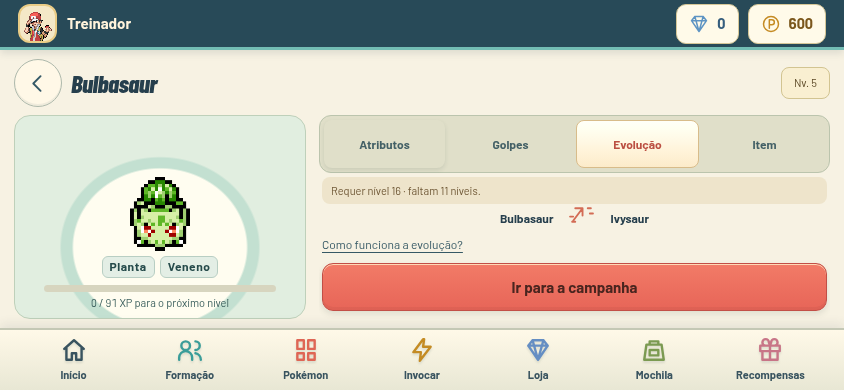 Treinador
0
600
Bulbasaur
Nv. 5
Atributos
Golpes
Evolução
Item
Requer nível 16 · faltam 11 níveis.
Bulbasaur
Ivysaur
Como funciona a evolução?
Planta
Veneno
0 / 91 XP para o próximo nível
Ir para a campanha
Início
Formação
Pokémon
Invocar
Loja
Mochila
Recompensas